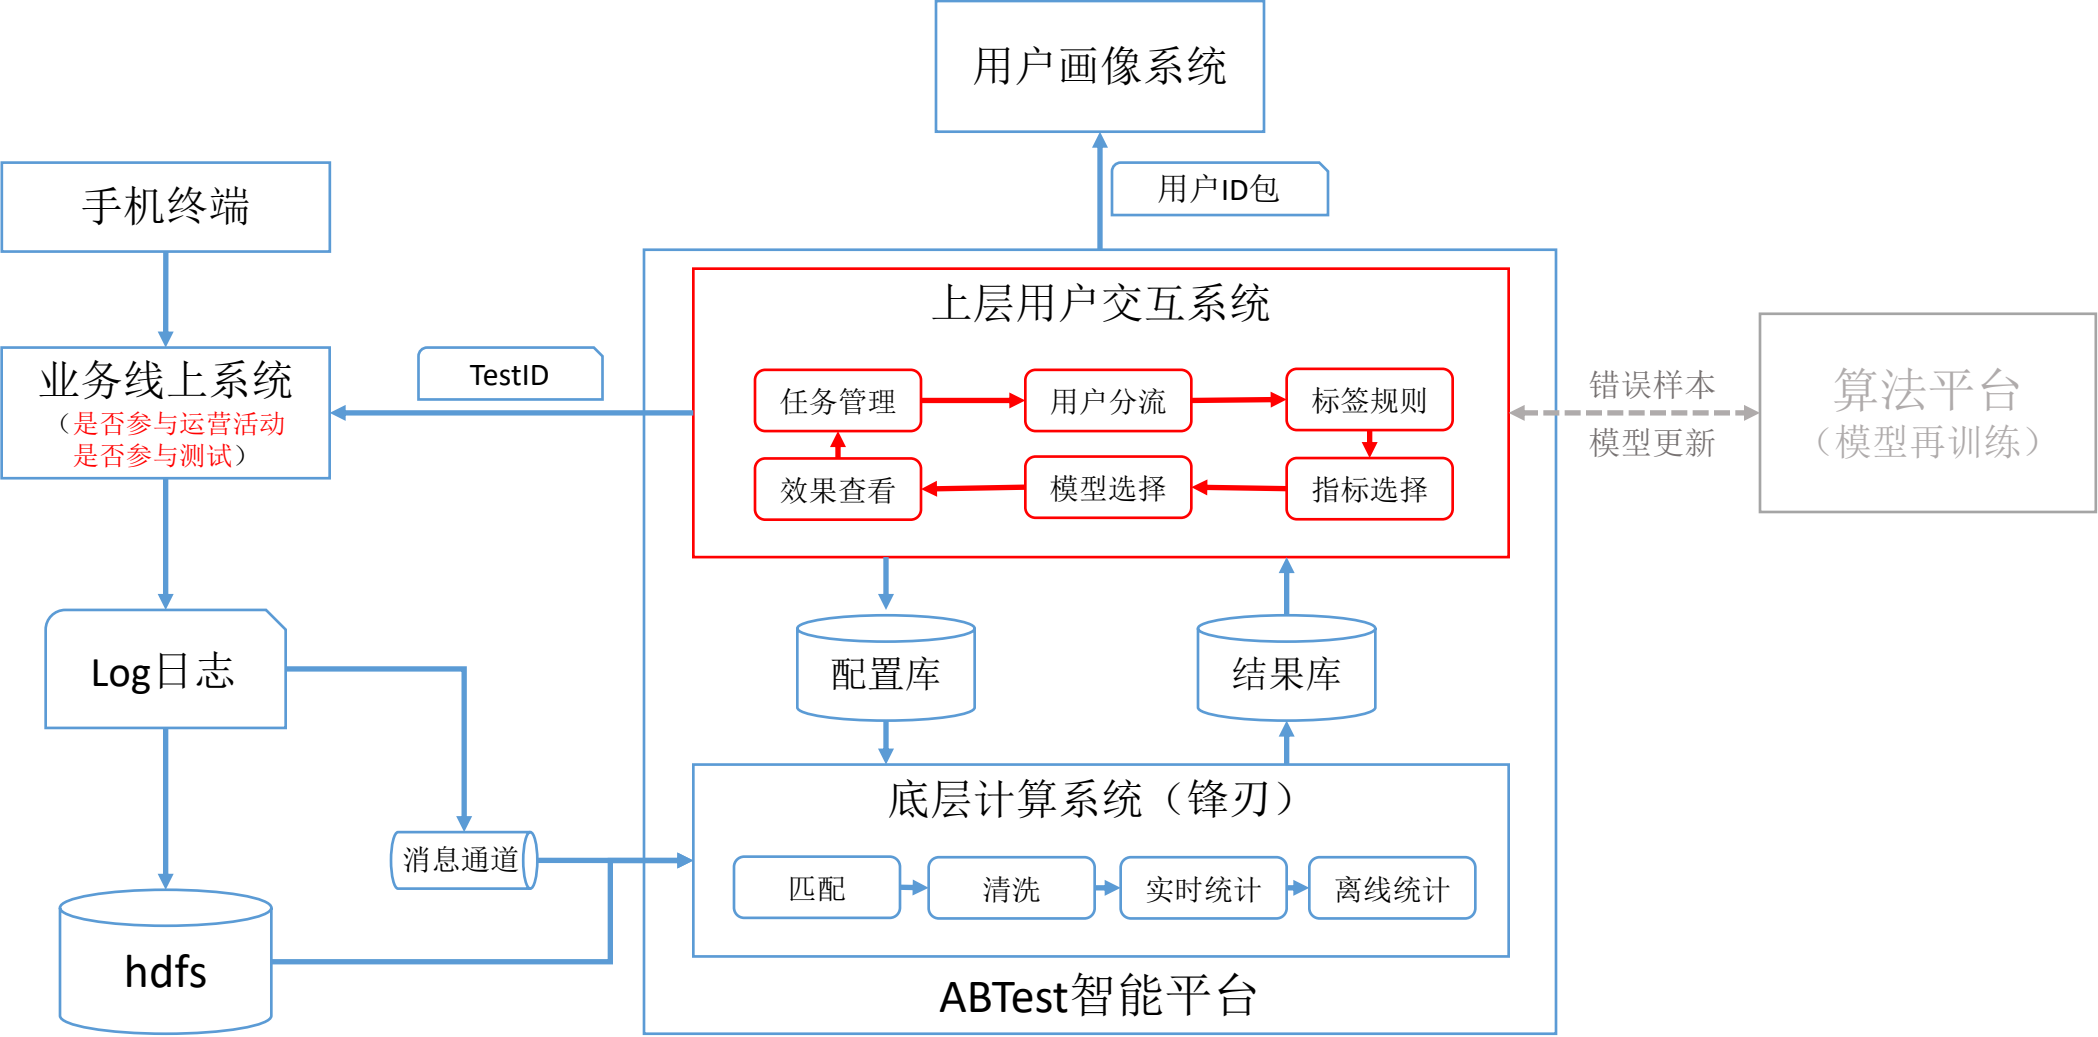 用户画像系统
用户ID包
手机终端
业务线上系统
（是否参与运营活动
是否参与测试）
TestID
上层用户交互系统
任务管理
用户分流
标签规则
效果查看
模型选择
指标选择
错误样本
模型更新
算法平台
（模型再训练）
Log日志
配置库
结果库
底层计算系统（锋刃）
消息通道
匹配
清洗
实时统计
离线统计
hdfs
ABTest智能平台